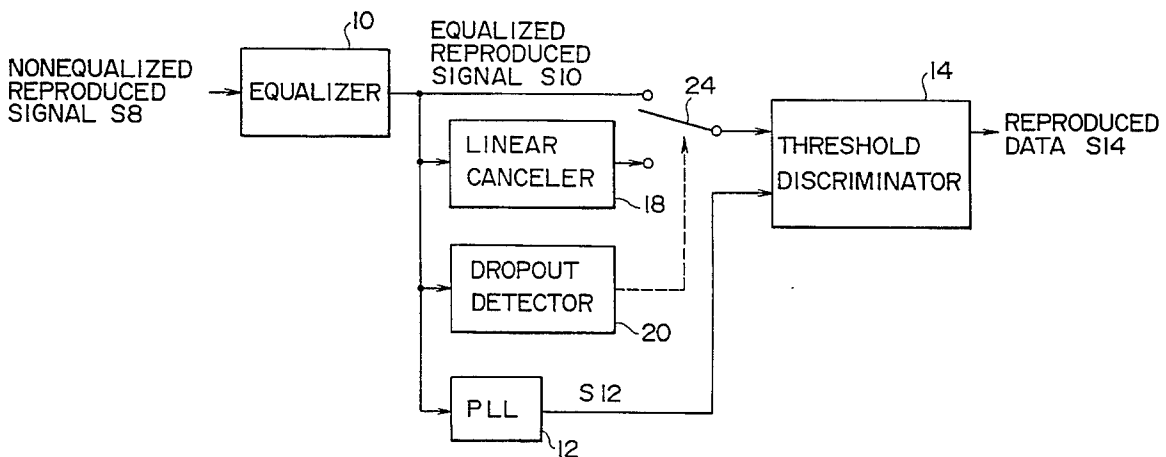 NONEQUALIZED
REPRODUCED
SIGNAL S8
10
EQUALIZER
EQUALIZED
REPRODUCED
SIGNAL S10
24
14
THRESHOLD
DISCRIMINATOR
REPRODUCED
DATA S14
LINEAR
CANCELER
18
DROPOUT
DETECTOR
20
PLL
12
S12